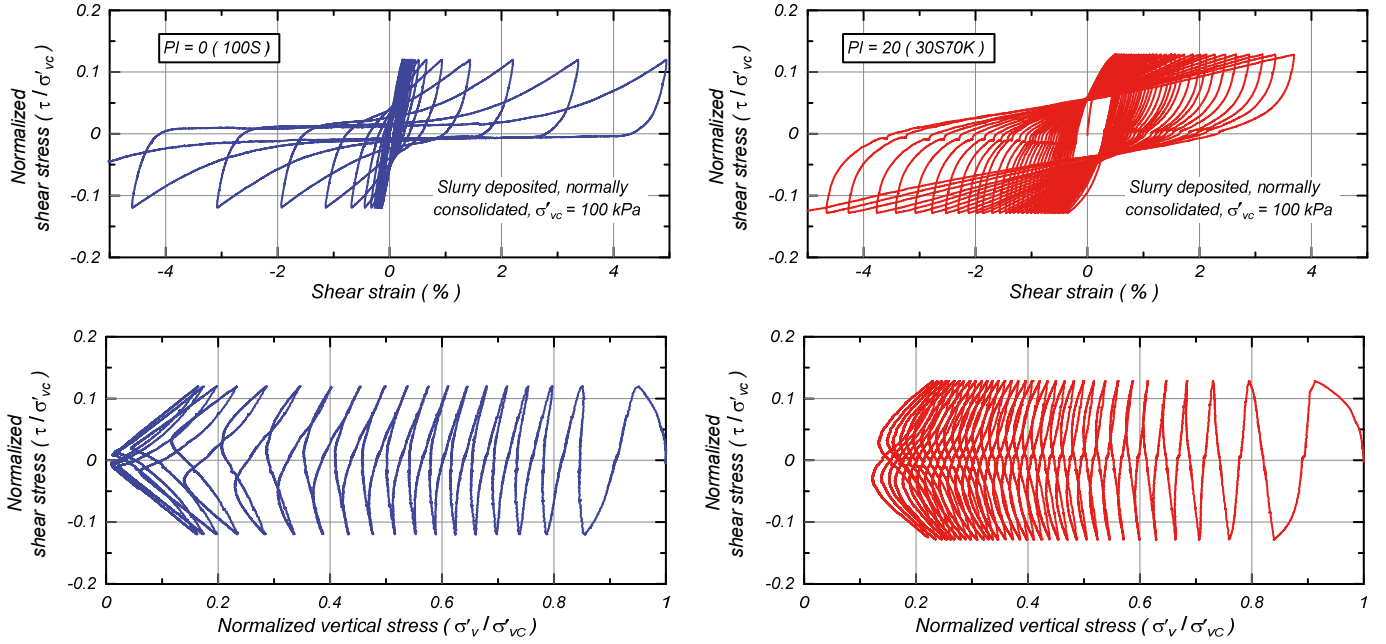 Normalized
shear stress ( τ / σ'vc )
0.2
0.1
0
-0.1
-0.2
PI = 0 ( 100S )
Slurry deposited, normally
consolidated, σ'vc = 100 kPa
-4
-2
0
2
4
Shear strain ( % )
Normalized
shear stress ( τ / σ'vc )
0.2
0.1
0
-0.1
-0.2
PI = 20 ( 30S70K )
Slurry deposited, normally
consolidated, σ'vc = 100 kPa
-4
-2
0
2
4
Shear strain ( % )
Normalized
shear stress ( τ / σ'vc )
0.2
0.1
0
-0.1
-0.2
0
0.2
0.4
0.6
0.8
1
Normalized vertical stress ( σ'v / σ'vC )
Normalized
shear stress ( τ / σ'vc )
0.2
0.1
0
-0.1
-0.2
0
0.2
0.4
0.6
0.8
1
Normalized vertical stress ( σ'v / σ'vC )